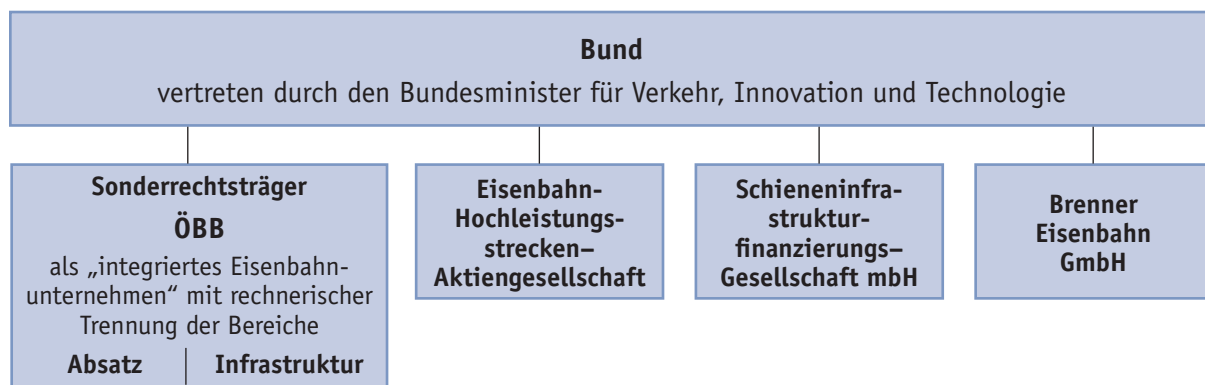 Bund
vertreten durch den Bundesminister für Verkehr, Innovation und Technologie
Sonderrechtsträger
ÖBB
als „integriertes Eisenbahn-
unternehmen“ mit rechnerischer
Trennung der Bereiche
Absatz | Infrastruktur
Eisenbahn-
Hochleistungs-
strecken–
Aktiengesellschaft
Schieneninfra-
struktur-
finanzierungs–
Gesellschaft mbH
Brenner
Eisenbahn
GmbH